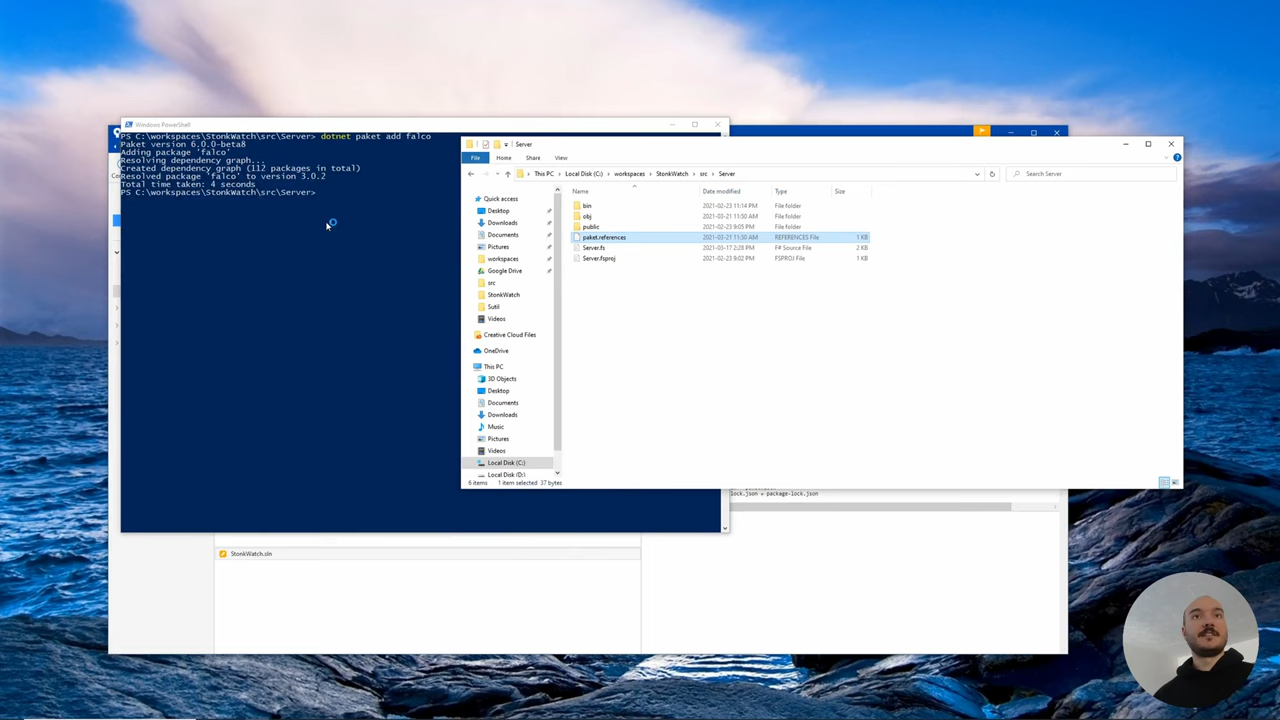 Windows PowerShell
PS C:\workspaces\StonkWatch\src\Server> dotnet paket add falco
Paket version 6.0.0-beta8
Adding package 'falco'
Resolving dependency graph...
Created dependency graph (112 packages in total)
Resolved package 'falco' to version 3.0.2
Total time taken: 4 seconds
PS C:\workspaces\StonkWatch\src\Server>
Server
File Home Share View
This PC > Local Disk (C:) > workspaces > StonkWatch > src > Server
Search Server
Name Date modified Type Size
bin 2021-02-23 11:14 PM File folder
obj 2021-03-21 11:50 AM File folder
public 2021-02-23 9:05 PM File folder
paket.references 2021-03-21 11:50 AM REFERENCES File 1 KB
Server.fs 2021-03-17 2:28 PM F# Source File 2 KB
Server.fsproj 2021-02-23 9:02 PM FSPROJ File 1 KB
Quick access
Desktop
Downloads
Documents
Pictures
workspaces
Google Drive
src
StonkWatch
Sutil
Videos
Creative Cloud Files
OneDrive
This PC
3D Objects
Desktop
Documents
Downloads
Music
Pictures
Videos
Local Disk (C:)
Local Disk (D:)
6 items 1 item selected 37 bytes
lock.json = package-lock.json
StonkWatch.sln